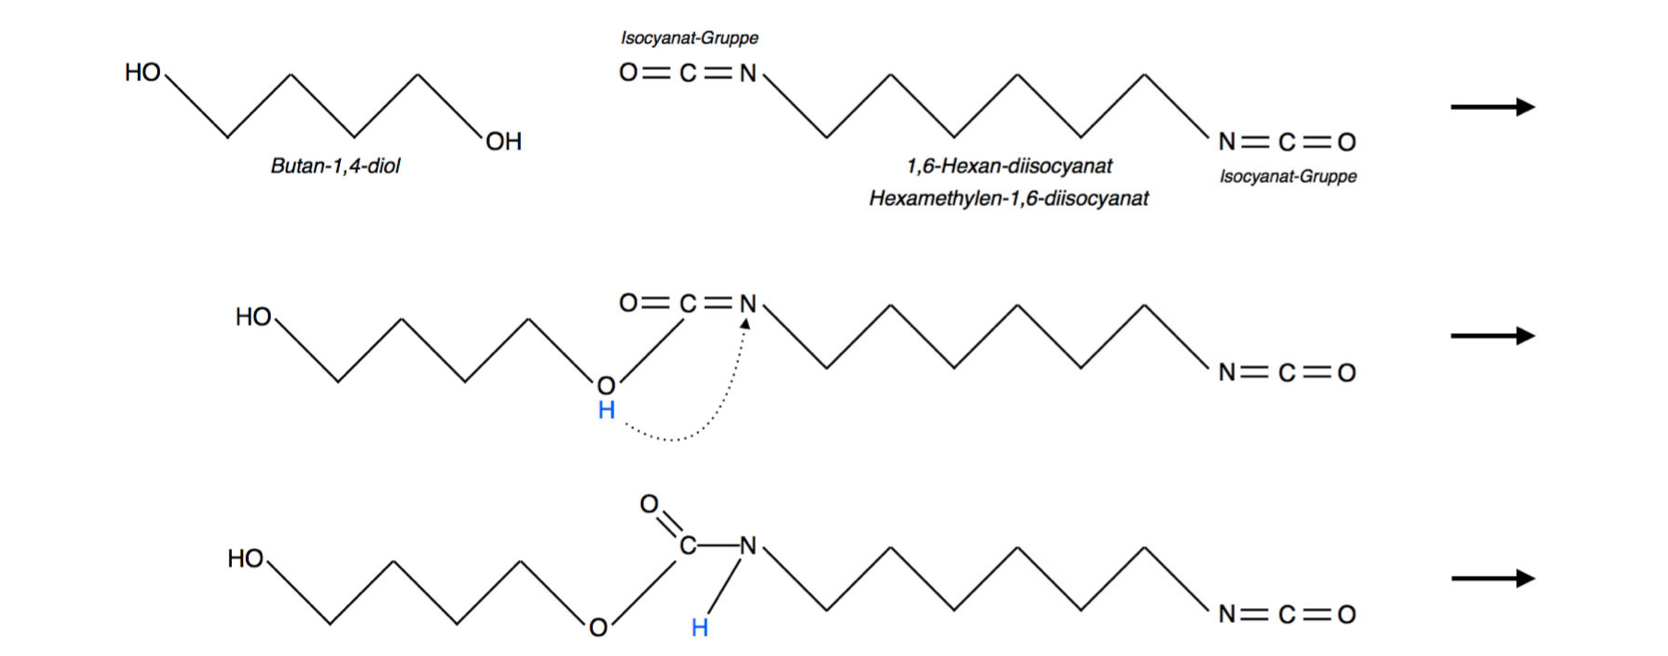 Isocyanat-Gruppe
HO
O=C=N
OH
N=C=O
Butan-1,4-diol
1,6-Hexan-diisocyanat
Isocyanat-Gruppe
Hexamethylen-1,6-diisocyanat
O=C=N
HO
N=C=O
O
H
O
C—N
HO
N=C=O
O
H